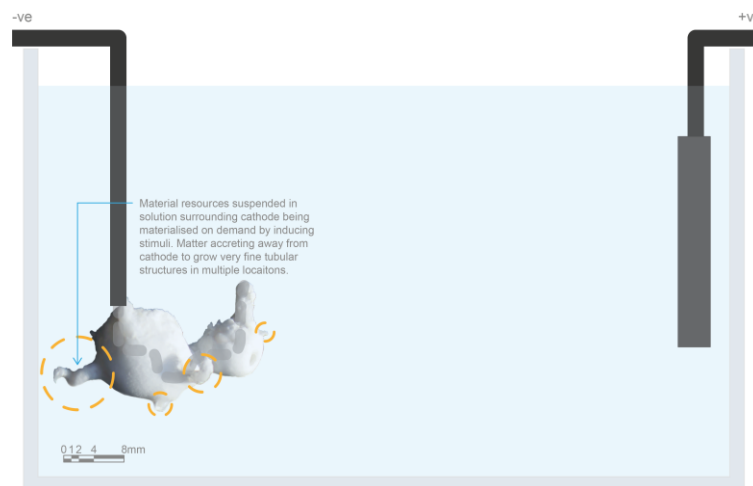 -ve
+v
Material resources suspended in
solution surrounding cathode being
materialised on demand by inducing
stimuli. Matter accreting away from
cathode to grow very fine tubular
structures in multiple locaitons.
0 1 2 4 8mm